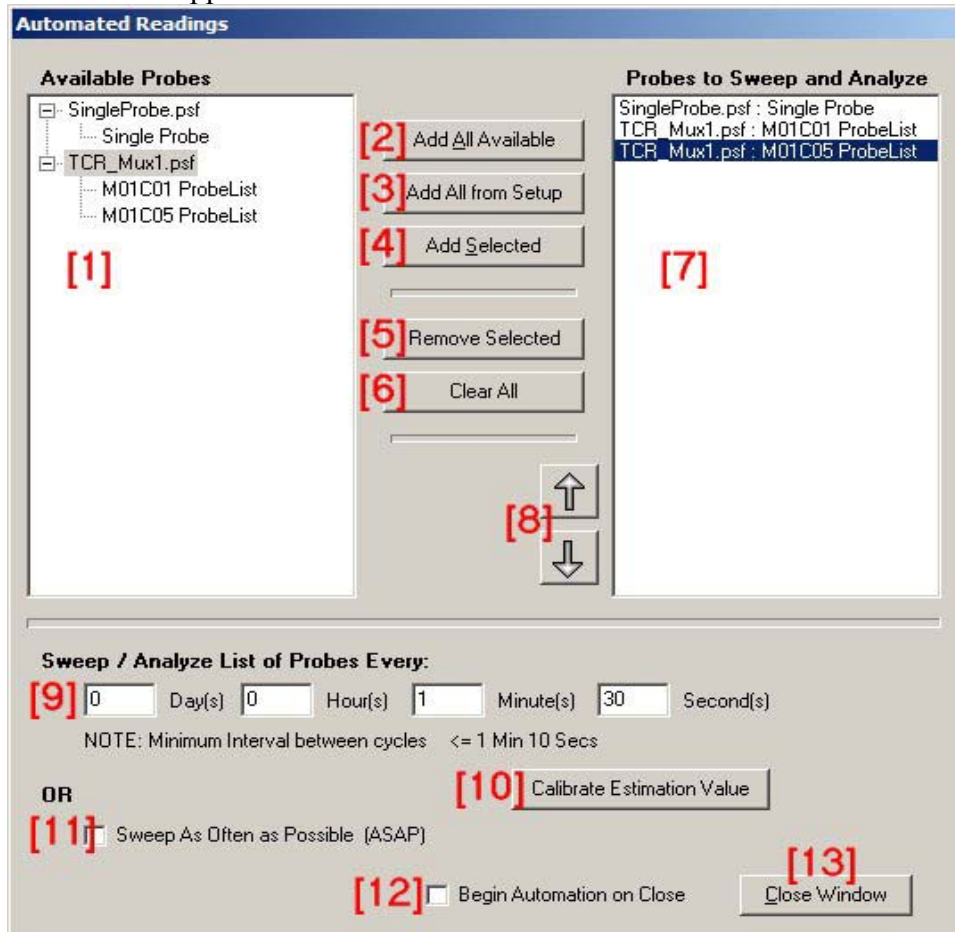 Automated Readings
Available Probes
Probes to Sweep and Analyze
SingleProbe.psf
Single Probe
TCR_Mux1.psf
M01C01 ProbeList
M01C05 ProbeList
[1]
[2] Add All Available
[3] Add All from Setup
[4] Add Selected
[5] Remove Selected
[6] Clear All
SingleProbe.psf : Single Probe
TCR_Mux1.psf : M01C01 ProbeList
TCR_Mux1.psf : M01C05 ProbeList
[7]
[8]
Sweep / Analyze List of Probes Every:
[9] 0 Day(s) 0 Hour(s) 1 Minute(s) 30 Second(s)
NOTE: Minimum Interval between cycles <= 1 Min 10 Secs
[10] Calibrate Estimation Value
OR
[11] Sweep As Often as Possible (ASAP)
[12] Begin Automation on Close
[13]
Close Window